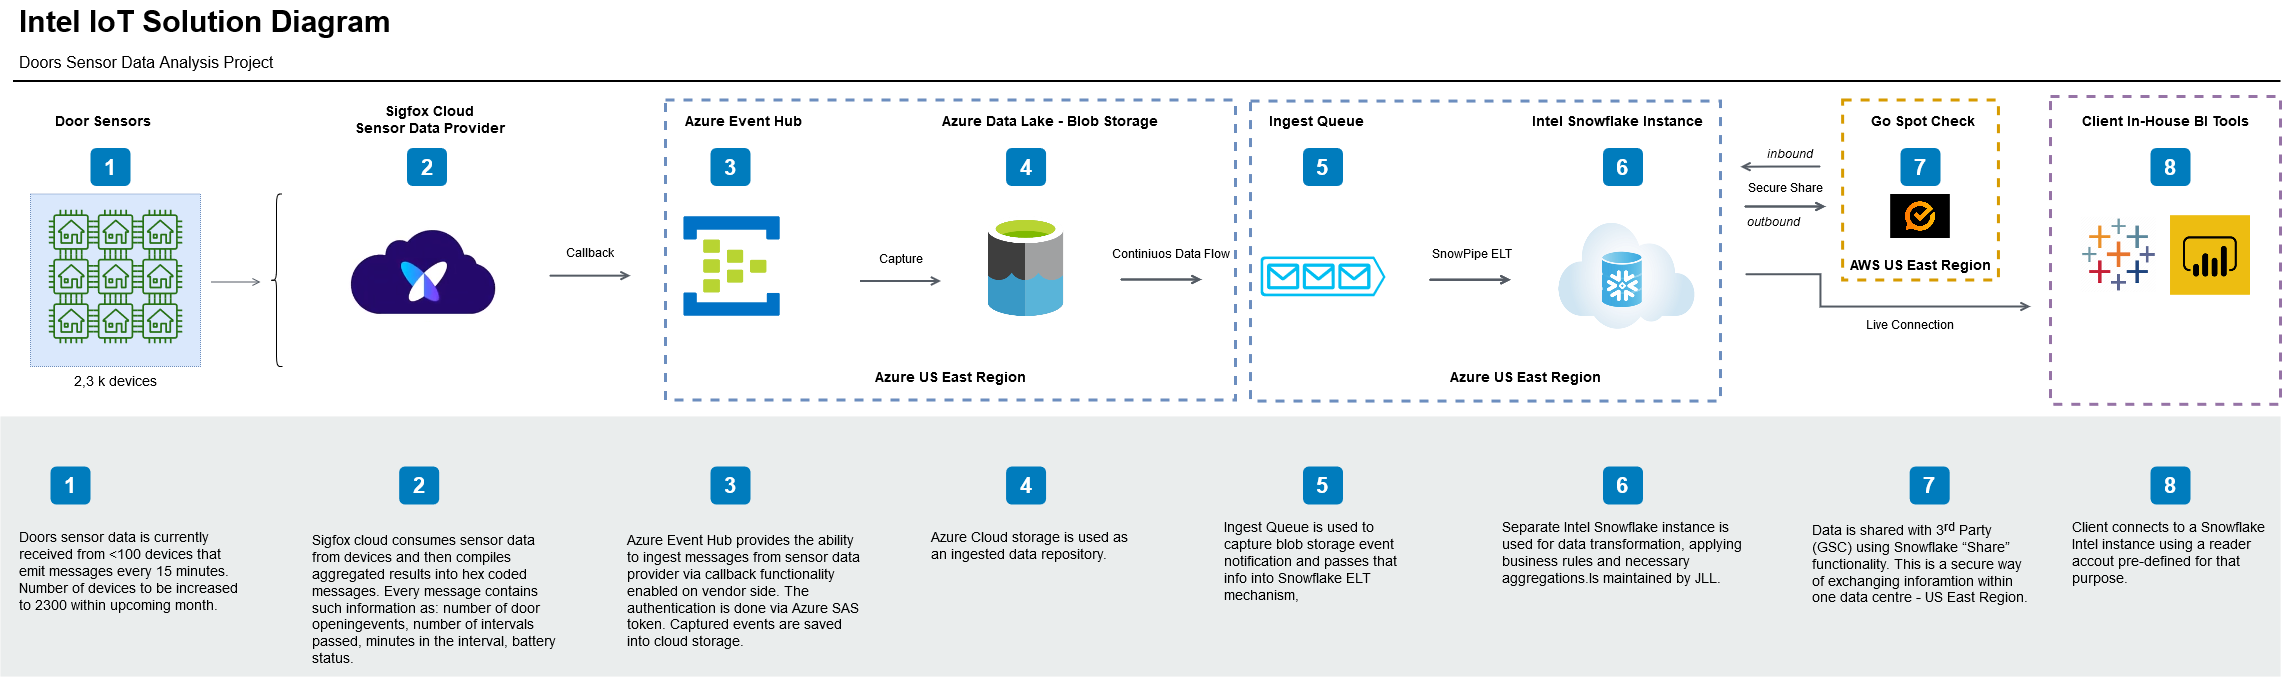 Intel IoT Solution Diagram
Doors Sensor Data Analysis Project
Door Sensors
1
2,3 k devices
Sigfox Cloud
Sensor Data Provider
2
Callback
Azure Event Hub
3
Capture
Azure Data Lake - Blob Storage
4
Continiuos Data Flow
Azure US East Region
Ingest Queue
5
SnowPipe ELT
Intel Snowflake Instance
6
Azure US East Region
inbound
Secure Share
outbound
Go Spot Check
7
AWS US East Region
Live Connection
Client In-House BI Tools
8
1
Doors sensor data is currently
received from <100 devices that
emit messages every 15 minutes.
Number of devices to be increased
to 2300 within upcoming month.
2
Sigfox cloud consumes sensor data
from devices and then compiles
aggregated results into hex coded
messages. Every message contains
such information as: number of door
openingevents, number of intervals
passed, minutes in the interval, battery
status.
3
Azure Event Hub provides the ability
to ingest messages from sensor data
provider via callback functionality
enabled on vendor side. The
authentication is done via Azure SAS
token. Captured events are saved
into cloud storage.
4
Azure Cloud storage is used as
an ingested data repository.
5
Ingest Queue is used to
capture blob storage event
notification and passes that
info into Snowflake ELT
mechanism,
6
Separate Intel Snowflake instance is
used for data transformation, applying
business rules and necessary
aggregations.Is maintained by JLL.
7
Data is shared with 3rd Party
(GSC) using Snowflake “Share”
functionality. This is a secure way
of exchanging inforamtion within
one data centre - US East Region.
8
Client connects to a Snowflake
Intel instance using a reader
accout pre-defined for that
purpose.